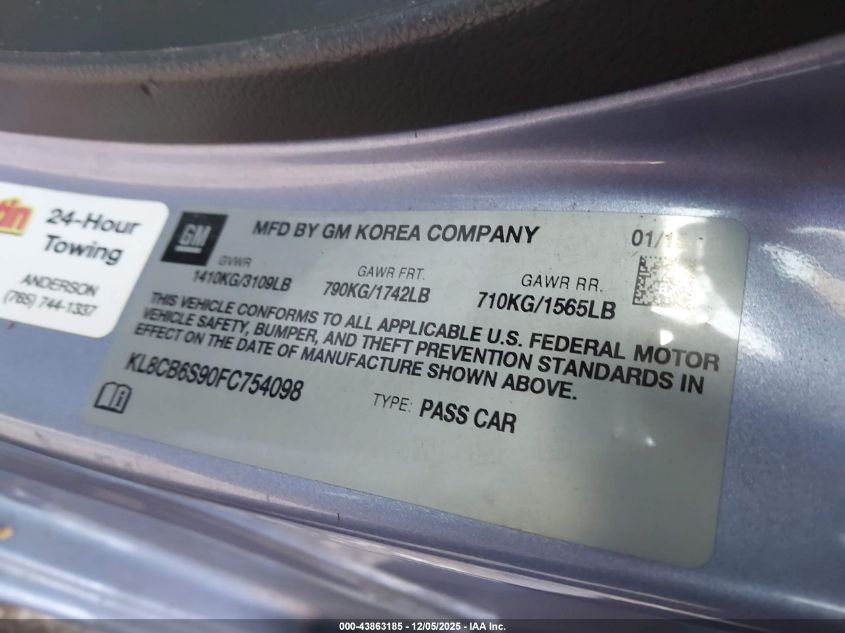 24-Hour
Towing
ANDERSON
(765) 744-1337
GM
MFD BY GM KOREA COMPANY
GVWR
1410KG/3109LB
GAWR FRT.
790KG/1742LB
GAWR RR.
710KG/1565LB
THIS VEHICLE CONFORMS TO ALL APPLICABLE U.S. FEDERAL MOTOR
VEHICLE SAFETY, BUMPER, AND THEFT PREVENTION STANDARDS IN
EFFECT ON THE DATE OF MANUFACTURE SHOWN ABOVE.
KL8CB6S90FC754098
TYPE: PASS CAR
000-43863185 - 12/05/2025 - IAA Inc.